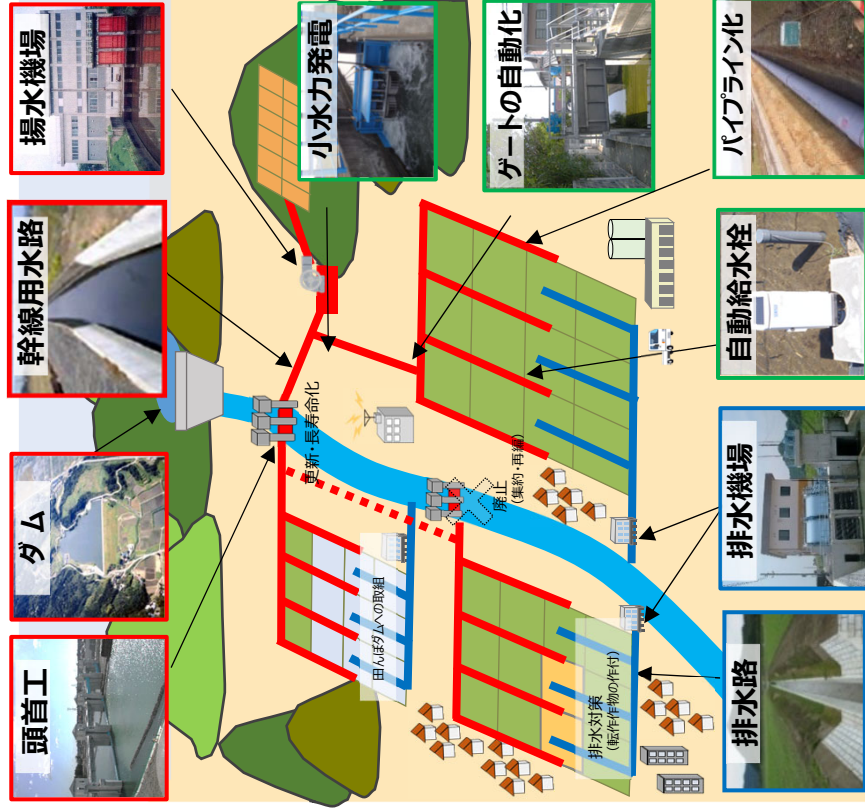 頭首工
ダム
幹線用水路
揚水機場
小水力発電
ゲートの自動化
パイプライン化
自動給水栓
排水機場
排水路
更新・長寿命化
廃止
(集約・再編)
田んぼダムへの取組
排水対策
(転作作物の作付)